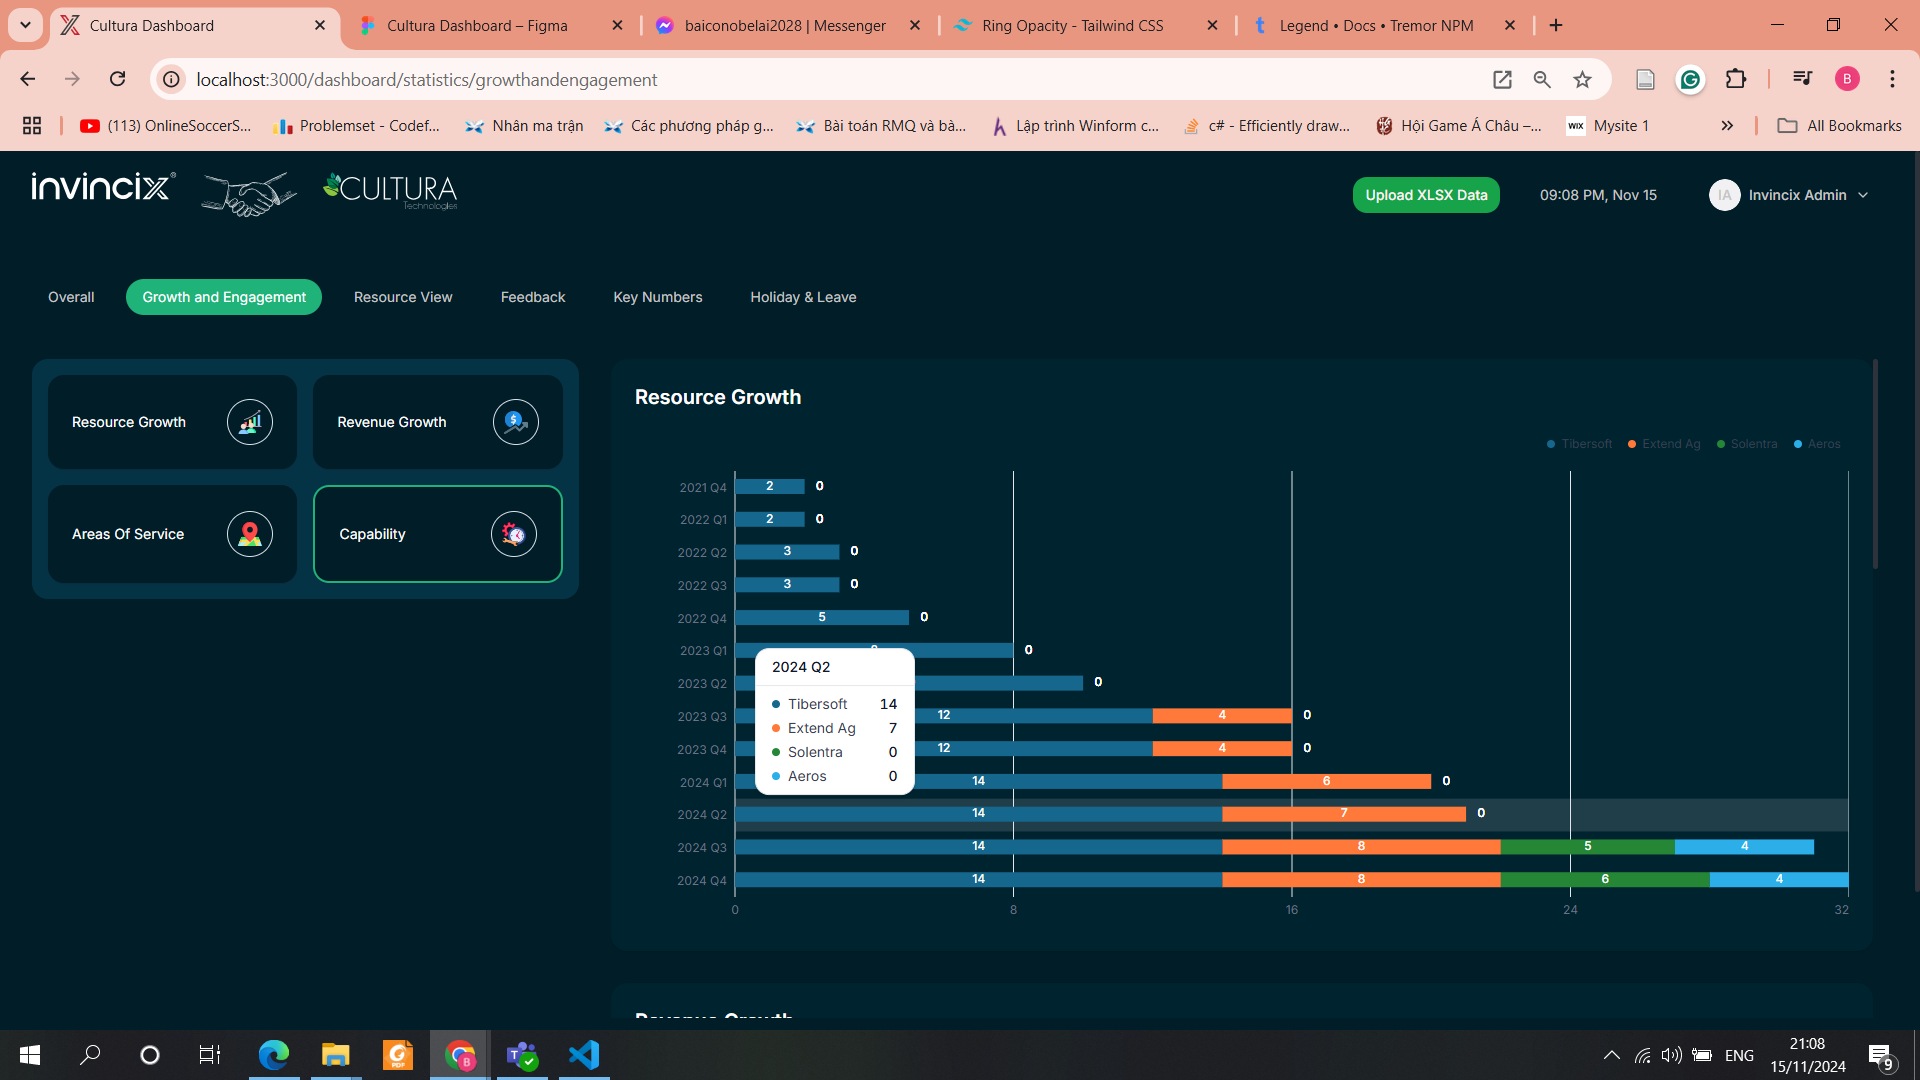 Cultura Dashboard
Cultura Dashboard – Figma
baiconobelai2028 | Messenger
Ring Opacity - Tailwind CSS
Legend • Docs • Tremor NPM
localhost:3000/dashboard/statistics/growthandengagement
B
(113) OnlineSoccerS...
Problemset - Codef...
Nhân ma trận
Các phương pháp g...
Bài toán RMQ và bà...
Lập trình Winform c...
c# - Efficiently draw...
Hội Game Á Châu –...
WIX Mysite 1
All Bookmarks
invincix®
CULTURA
Technologies
Upload XLSX Data
09:08 PM, Nov 15
IA
Invincix Admin
Overall
Growth and Engagement
Resource View
Feedback
Key Numbers
Holiday & Leave
Resource Growth
Revenue Growth
Areas Of Service
Capability
Resource Growth
Tibersoft
Extend Ag
Solentra
Aeros
2021 Q4 2 0
2022 Q1 2 0
2022 Q2 3 0
2022 Q3 3 0
2022 Q4 5 0
2023 Q1 0
2023 Q2 0
2023 Q3 12 4 0
2023 Q4 12 4 0
2024 Q1 14 6 0
2024 Q2 14 7 0
2024 Q3 14 8 5 4
2024 Q4 14 8 6 4
0 8 16 24 32
2024 Q2
Tibersoft 14
Extend Ag 7
Solentra 0
Aeros 0
Revenue Growth
ENG
21:08
15/11/2024
9